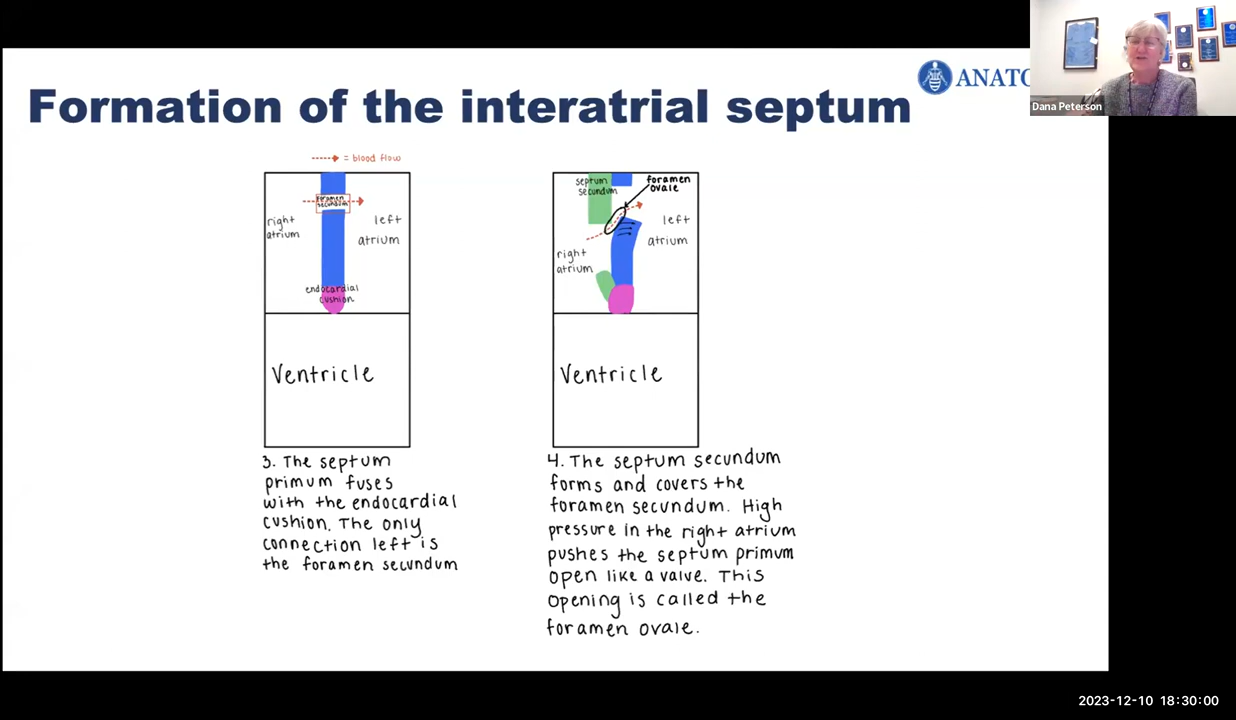 Formation of the interatrial septum
ANATO
Dana Peterson
= blood flow
foramen
secundum
right
atrium
left
atrium
endocardial
cushion
Ventricle
3. The septum
primum fuses
with the endocardial
cushion. The only
connection left is
the foramen secundum
septum
secundum
foramen
ovale
left
atrium
right
atrium
Ventricle
4. The septum secundum
forms and covers the
foramen secundum. High
pressure in the right atrium
pushes the septum primum
open like a valve. This
opening is called the
foramen ovale.
2023-12-10 18:30:00